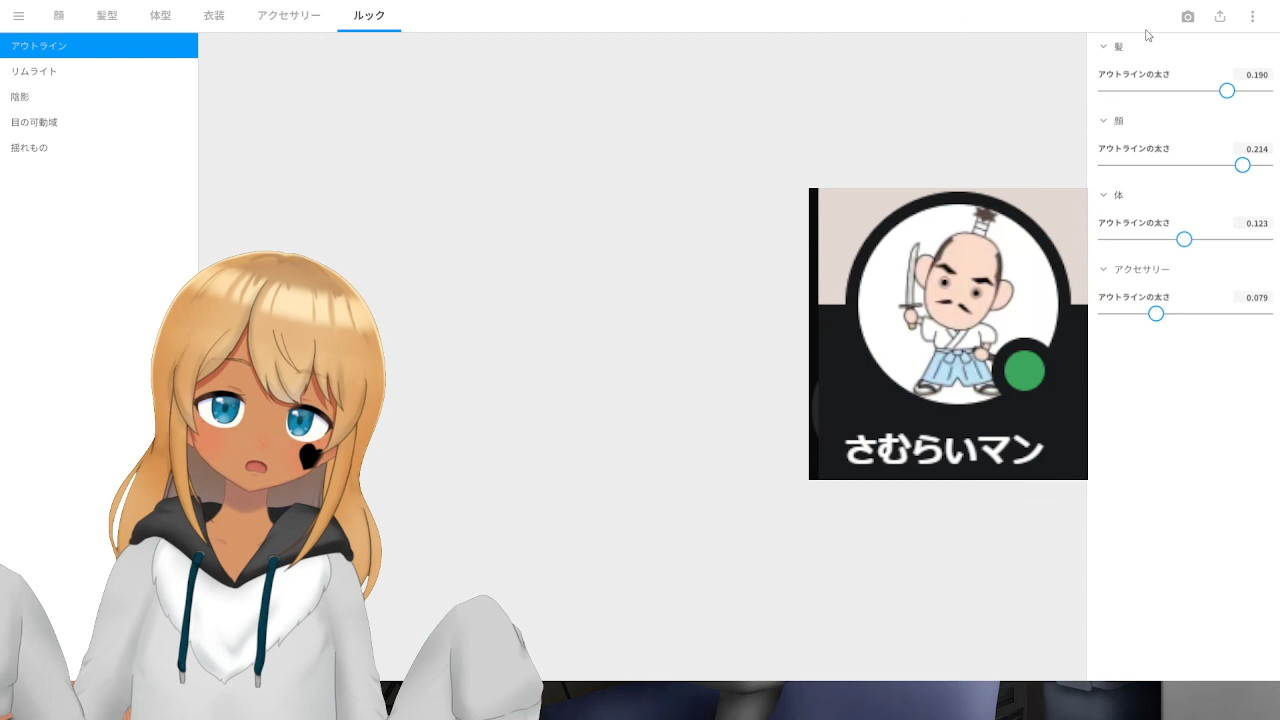 顔 髪型 体型 衣装 アクセサリー ルック
アウトライン
リムライト
陰影
目の可動域
揺れもの
髪
アウトラインの太さ 0.190
顔
アウトラインの太さ 0.214
体
アウトラインの太さ 0.123
アクセサリー
アウトラインの太さ 0.079
さむらいマン